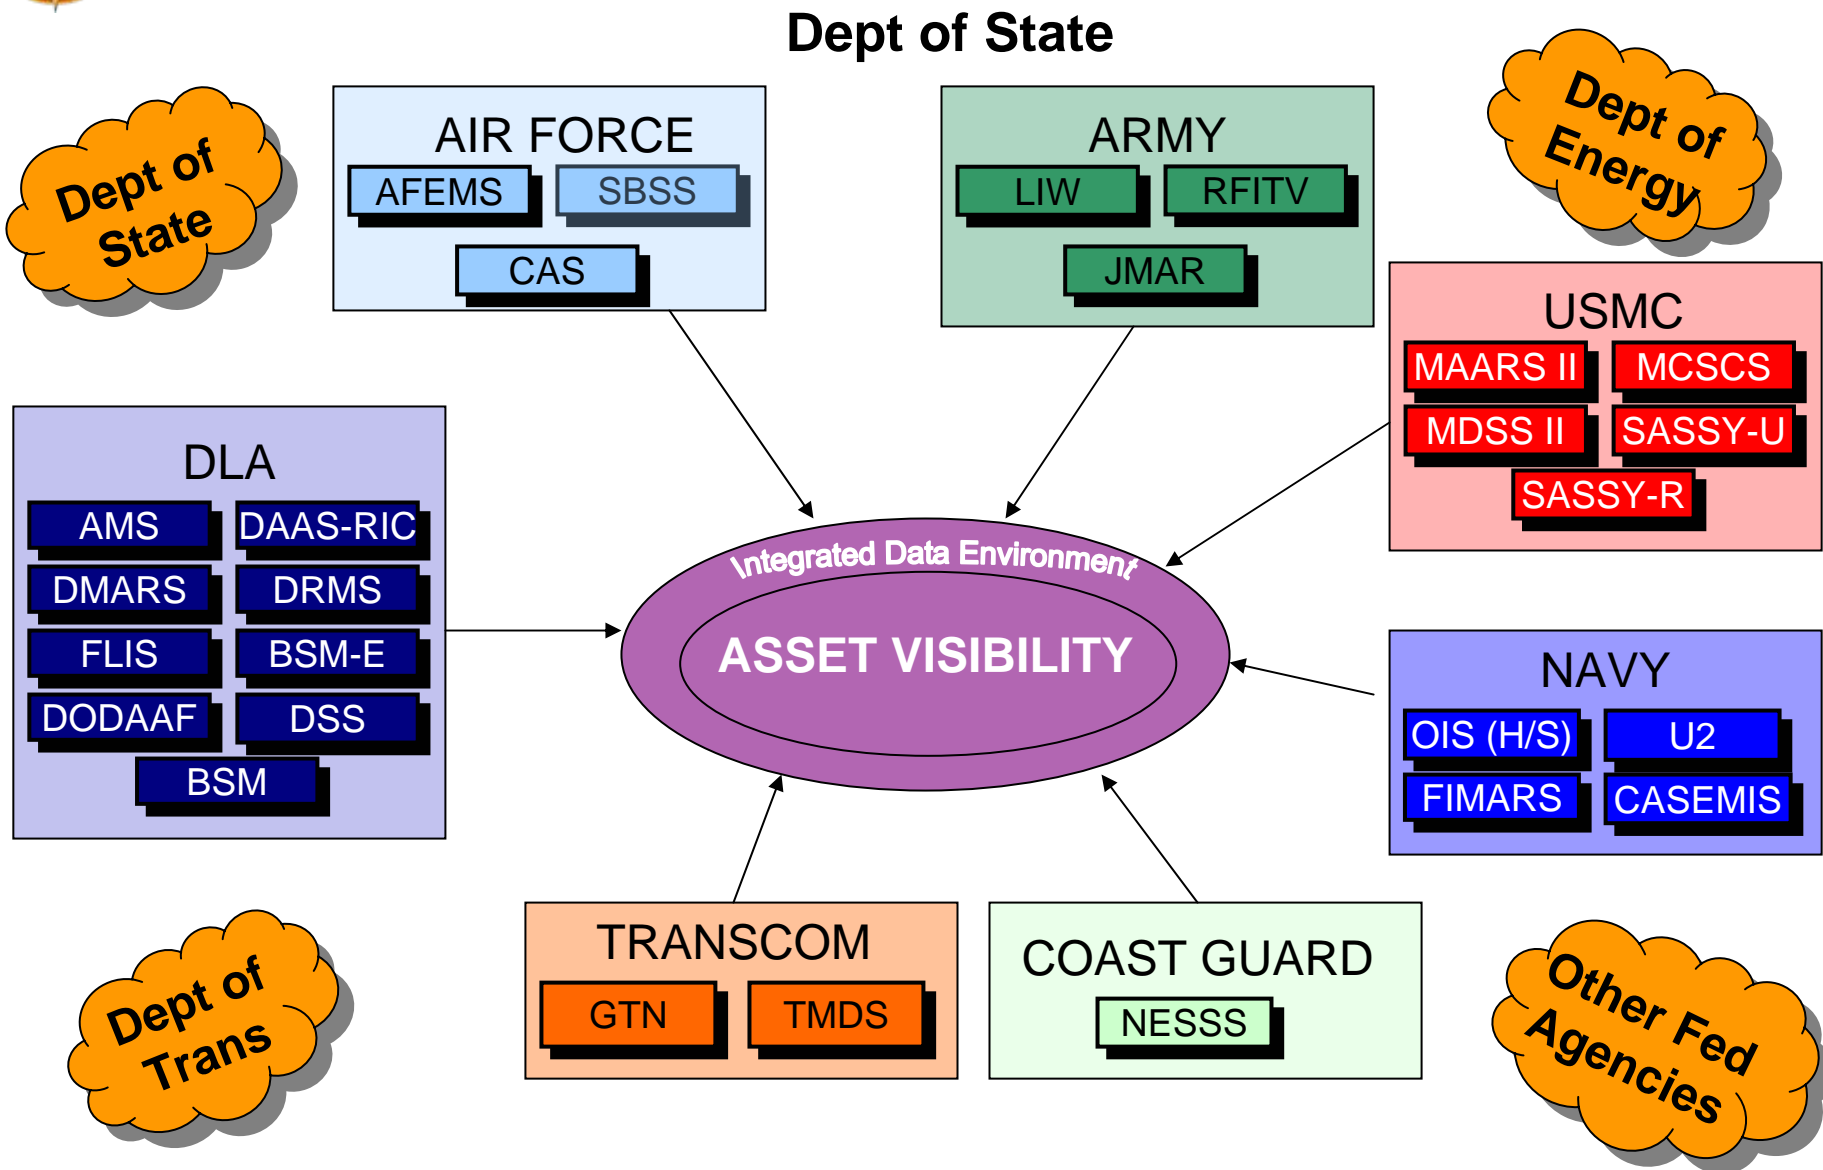 Dept of State
Dept of
State
AIR FORCE
AFEMS
SBSS
CAS
ARMY
LIW
RFITV
JMAR
Dept of
Energy
USMC
MAARS II
MCSCS
MDSS II
SASSY-U
SASSY-R
DLA
AMS
DAAS-RIC
DMARS
DRMS
FLIS
BSM-E
DODAAF
DSS
BSM
Integrated Data Environment
ASSET VISIBILITY
NAVY
OIS (H/S)
U2
FIMARS
CASEMIS
Dept of
Trans
TRANSCOM
GTN
TMDS
COAST GUARD
NESSS
Other Fed
Agencies